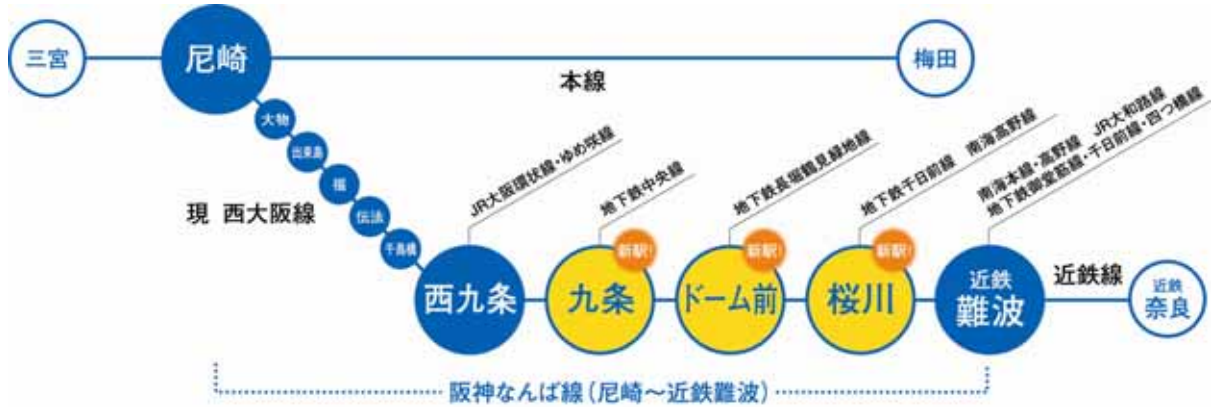 三宮
尼崎
本線
梅田
大物
出来島
福
伝法
千鳥橋
現 西大阪線
JR大阪環状線・ゆめ咲線
地下鉄中央線
地下鉄長堀鶴見緑地線
地下鉄千日前線 南海高野線
南海本線・高野線 JR大和路線
地下鉄御堂筋線・千日前線・四つ橋線
西九条
新駅!
九条
新駅!
ドーム前
新駅!
桜川
近鉄
難波
近鉄線
近鉄
奈良
阪神なんば線(尼崎~近鉄難波)